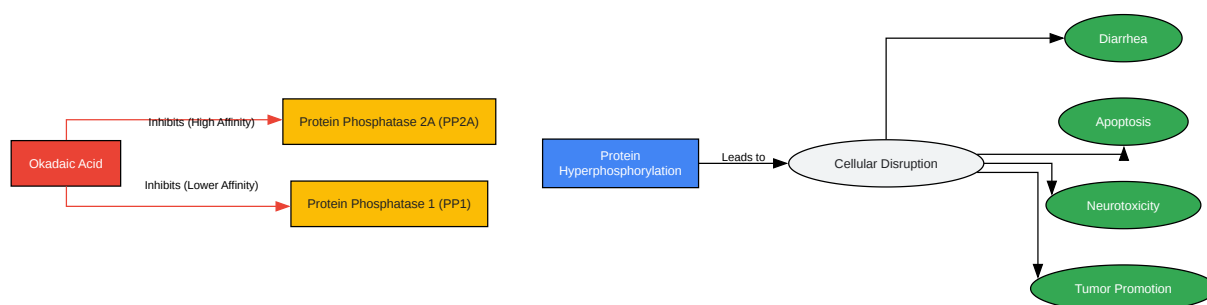 Okadaic Acid
Inhibits (High Affinity)
Inhibits (Lower Affinity)
Protein Phosphatase 2A (PP2A)
Protein Phosphatase 1 (PP1)
Protein
Hyperphosphorylation
Leads to
Cellular Disruption
Diarrhea
Apoptosis
Neurotoxicity
Tumor Promotion